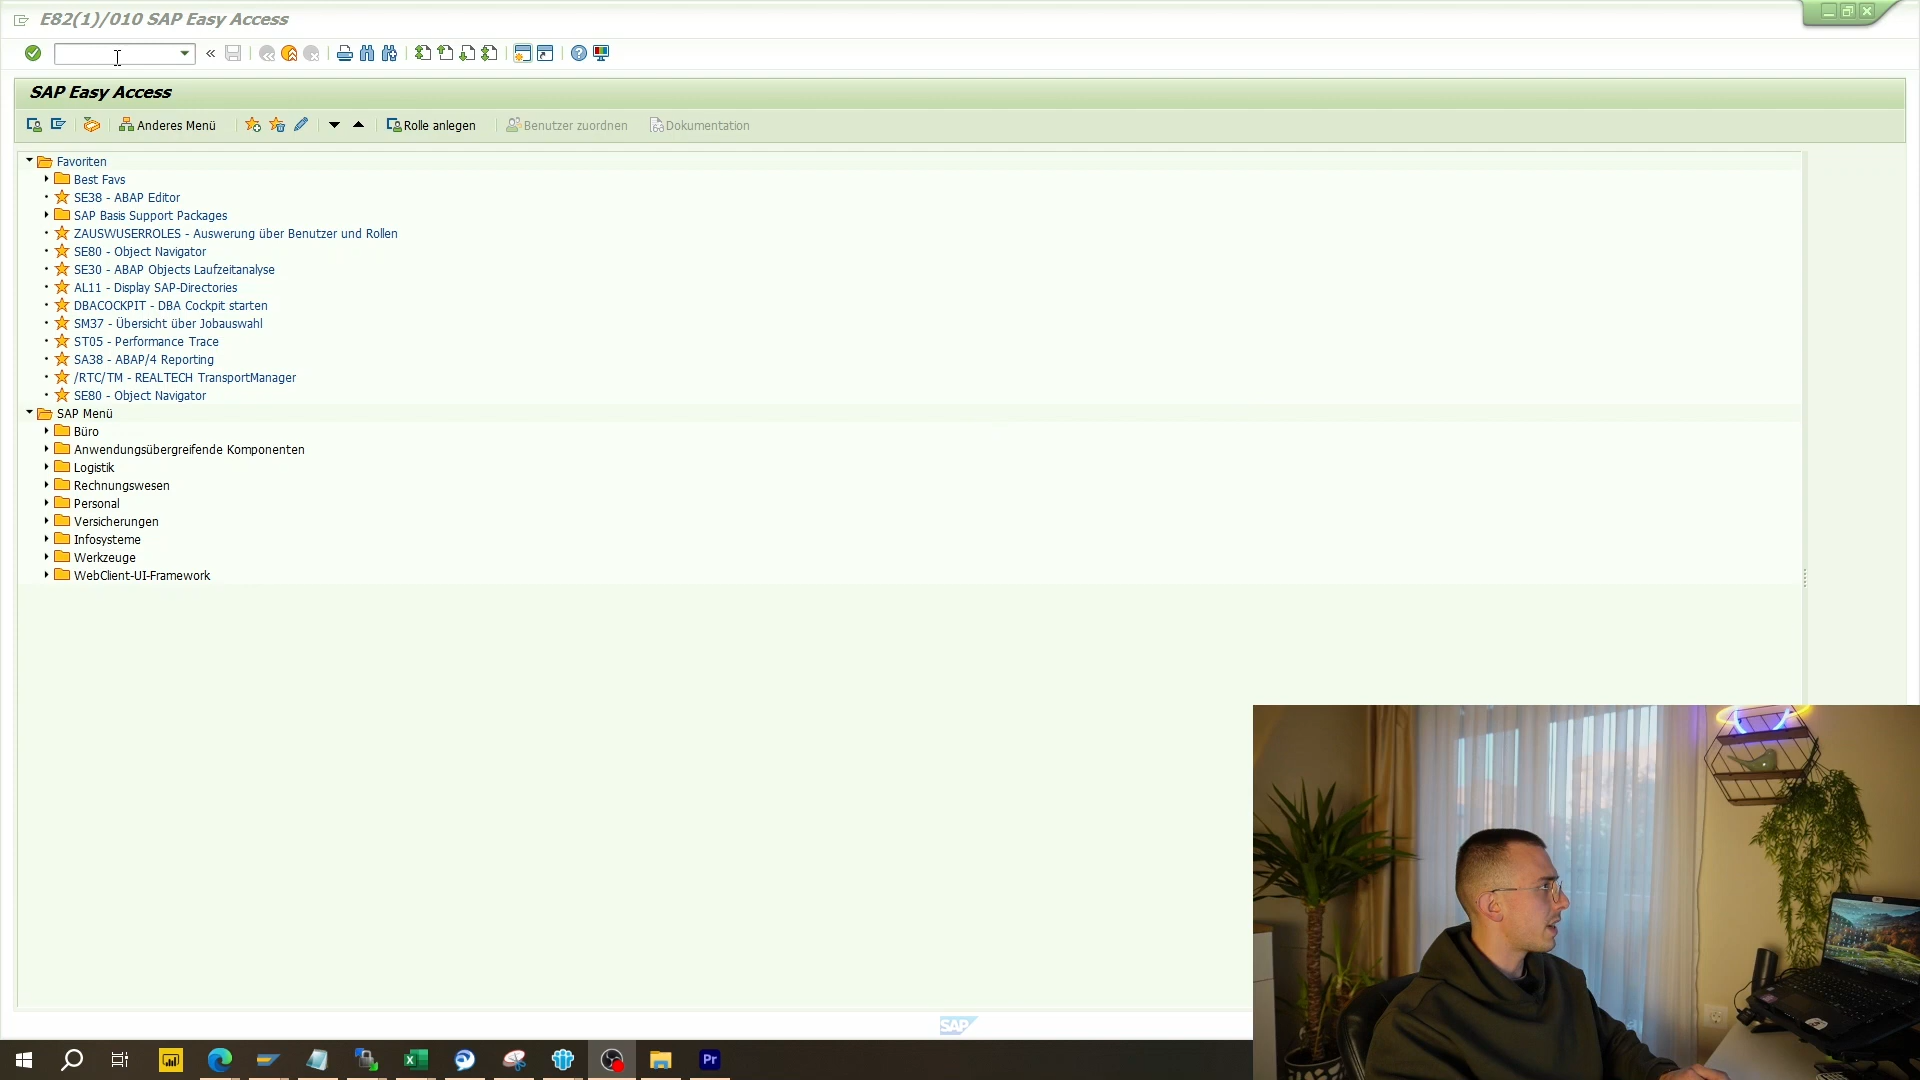 E82(1)/010 SAP Easy Access
SAP Easy Access
Anderes Menü Rolle anlegen Benutzer zuordnen Dokumentation
Favoriten
Best Favs
SE38 - ABAP Editor
SAP Basis Support Packages
ZAUSWUSERROLES - Auswerung über Benutzer und Rollen
SE80 - Object Navigator
SE30 - ABAP Objects Laufzeitanalyse
AL11 - Display SAP-Directories
DBACOCKPIT - DBA Cockpit starten
SM37 - Übersicht über Jobauswahl
ST05 - Performance Trace
SA38 - ABAP/4 Reporting
/RTC/TM - REALTECH TransportManager
SE80 - Object Navigator
SAP Menü
Büro
Anwendungsübergreifende Komponenten
Logistik
Rechnungswesen
Personal
Versicherungen
Infosysteme
Werkzeuge
WebClient-UI-Framework
SAP
Pr